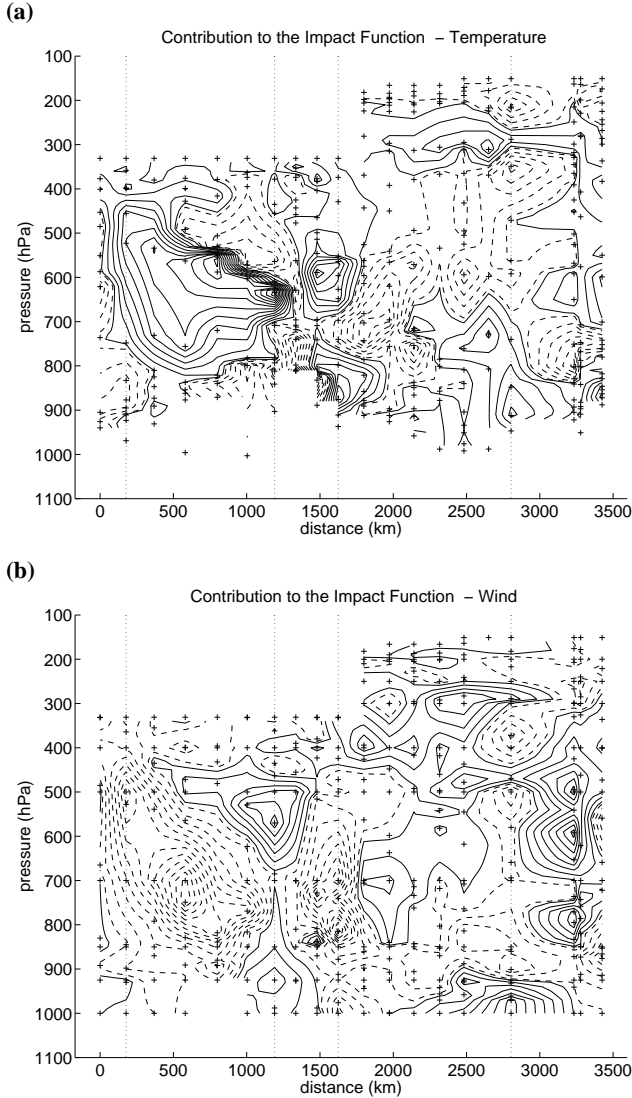 (a)
Contribution to the Impact Function – Temperature
100
200
300
400
500
600
700
800
900
1000
1100
pressure (hPa)
0 500 1000 1500 2000 2500 3000 3500
distance (km)
(b)
Contribution to the Impact Function – Wind
100
200
300
400
500
600
700
800
900
1000
1100
pressure (hPa)
0 500 1000 1500 2000 2500 3000 3500
distance (km)